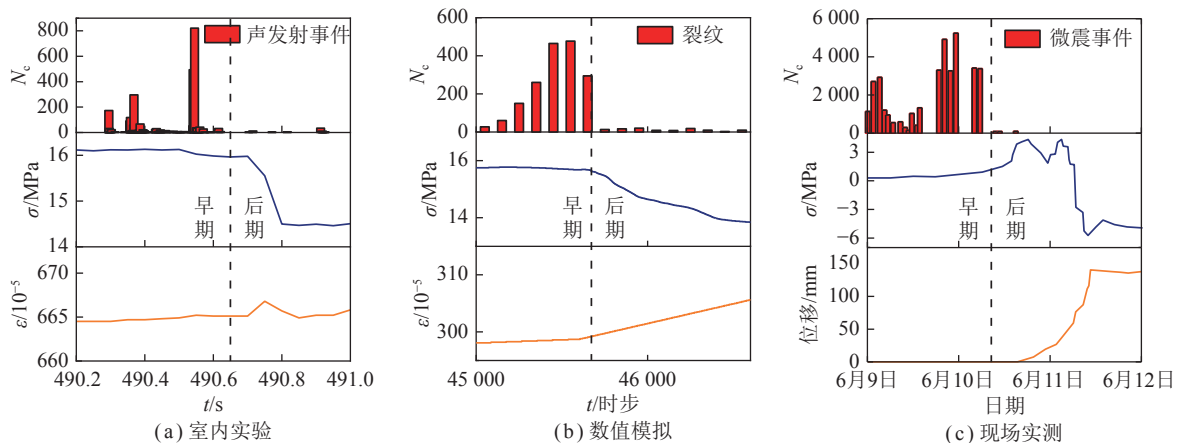 800
600
400
200
0
N_c
声发射事件
16
15
14
σ/MPa
早期
后期
670
665
660
ε/10⁻⁵
490.2 490.4 490.6 490.8 491.0
t/s
(a) 室内实验
600
400
200
0
N_c
裂纹
16
14
σ/MPa
早期
后期
310
300
ε/10⁻⁵
45 000 46 000
t/时步
(b) 数值模拟
6 000
4 000
2 000
0
N_c
微震事件
3
0
−3
−6
σ/MPa
早期
后期
150
100
50
0
位移/mm
6月9日 6月10日 6月11日 6月12日
日期
(c) 现场实测